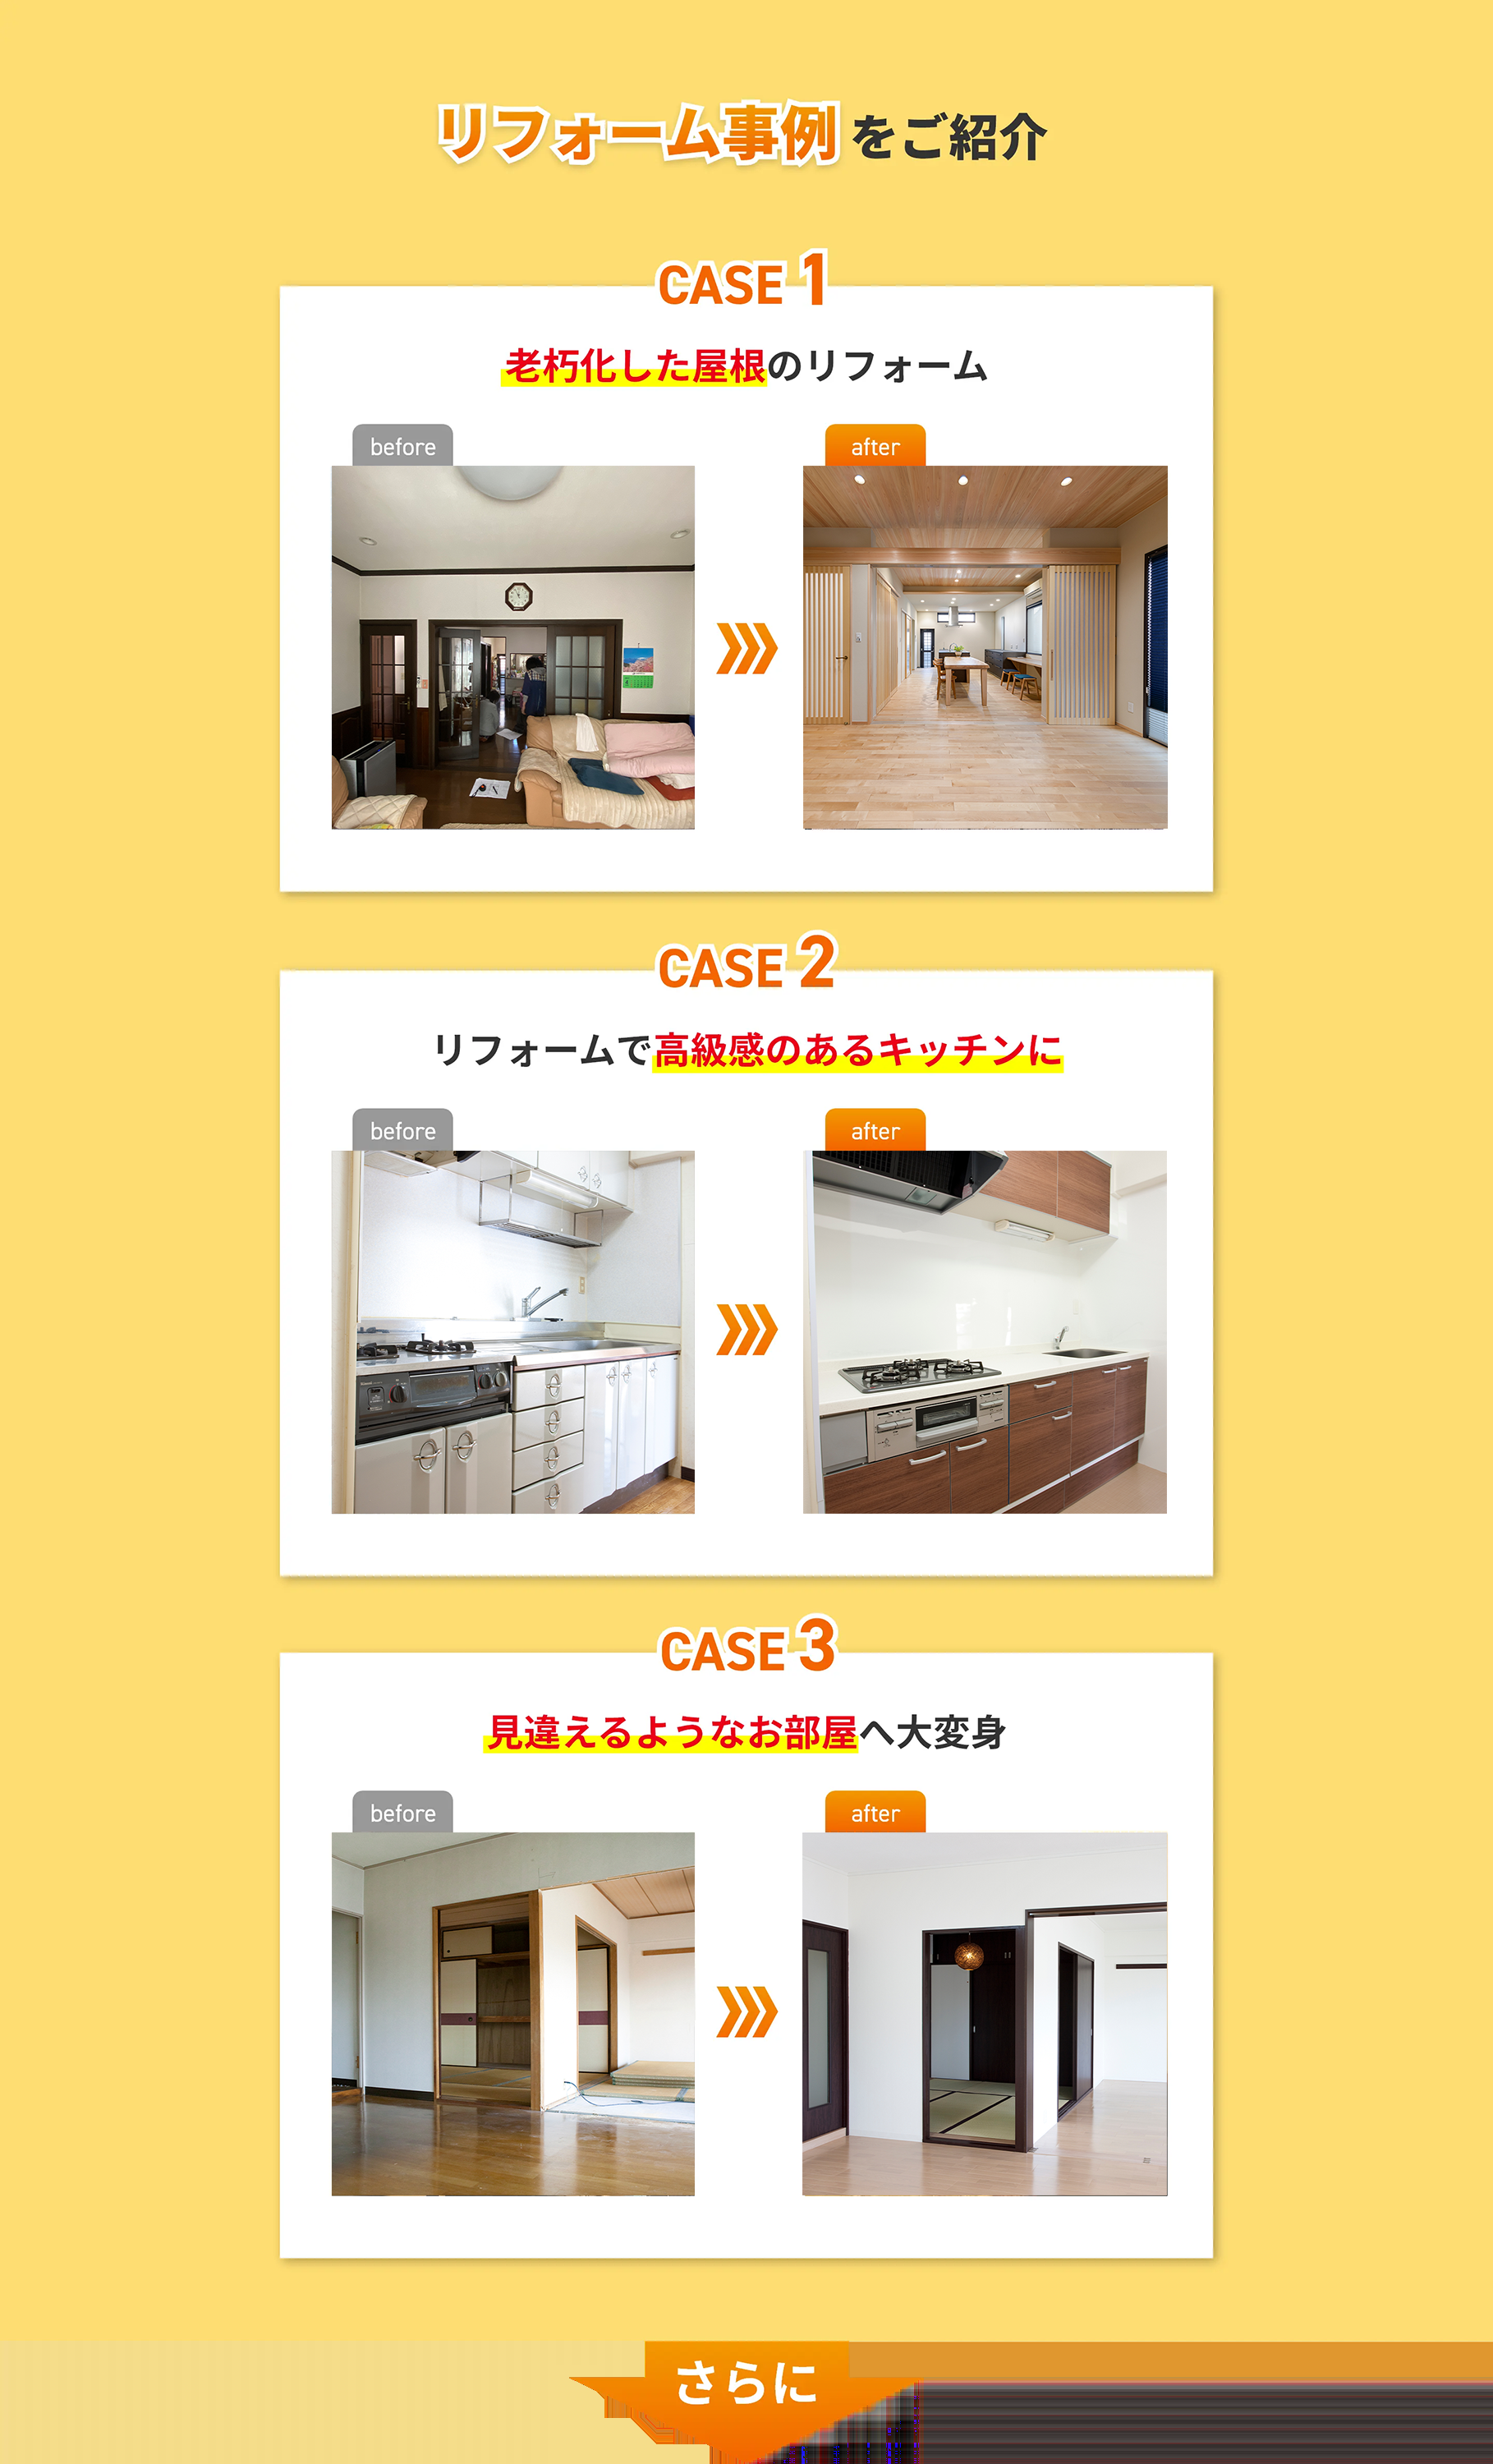 リフォーム事例をご紹介
CASE 1
老朽化した屋根のリフォーム
before
after
CASE 2
リフォームで高級感のあるキッチンに
before
after
CASE 3
見違えるようなお部屋へ大変身
before
after
さらに